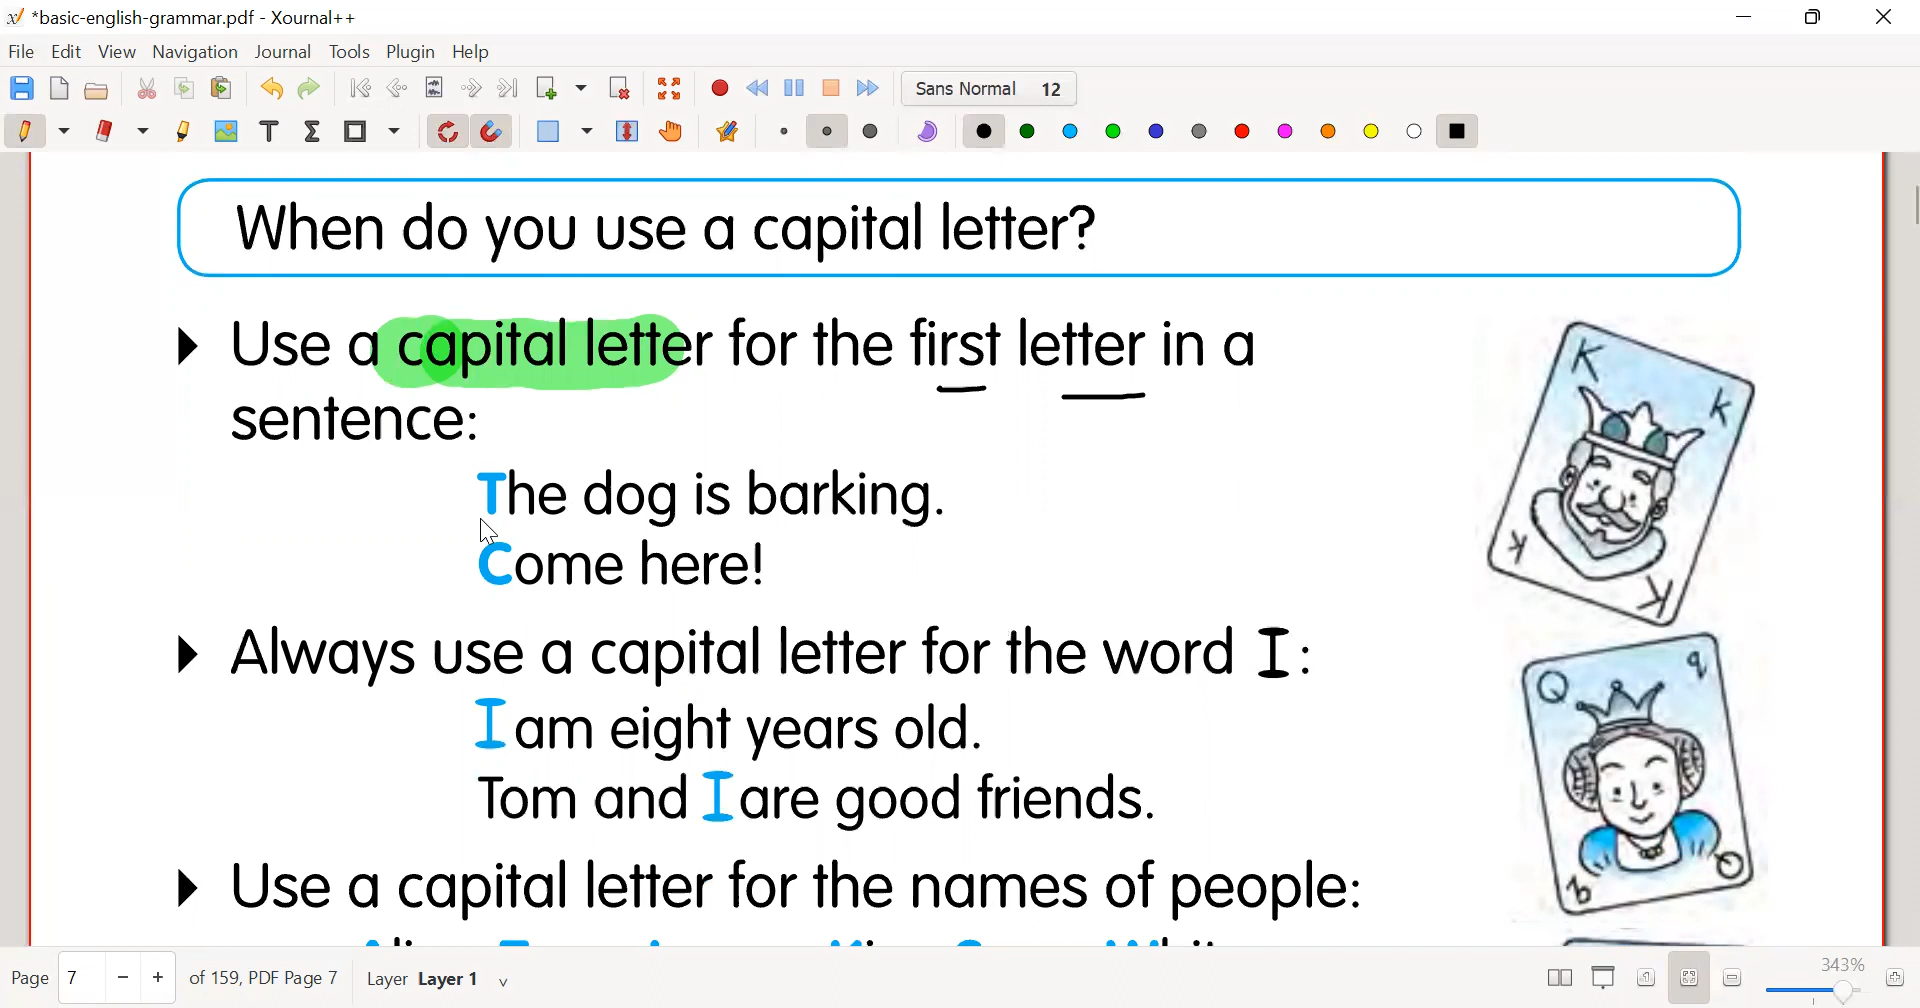 *basic-english-grammar.pdf - Xournal++
File Edit View Navigation Journal Tools Plugin Help
Sans Normal 12
When do you use a capital letter?
Use a capital letter for the first letter in a
sentence:
The dog is barking.
Come here!
Always use a capital letter for the word I:
I am eight years old.
Tom and I are good friends.
Use a capital letter for the names of people:
K
k
k
K
Q
q
q
Q
Page 7 of 159, PDF Page 7 Layer Layer 1
343%